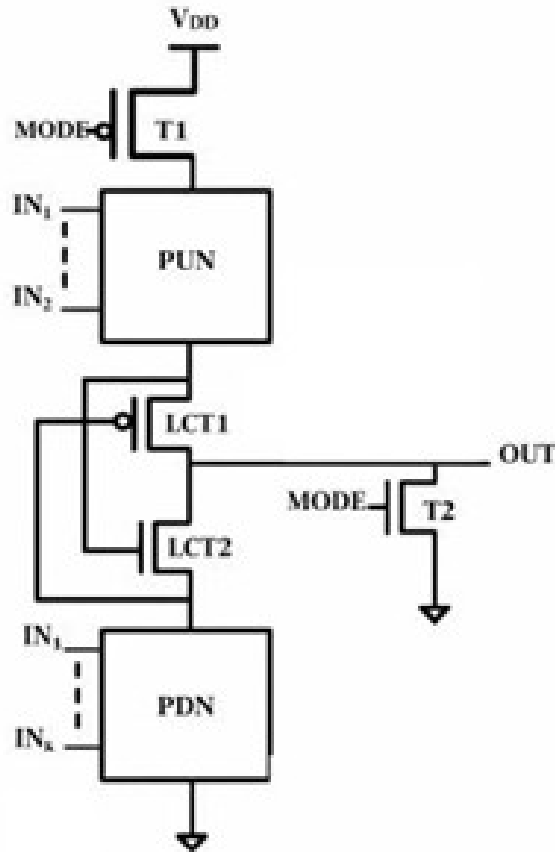 VDD
MODE
T1
IN1
PUN
IN2
LCT1
OUT
MODE
T2
LCT2
IN1
PDN
INk